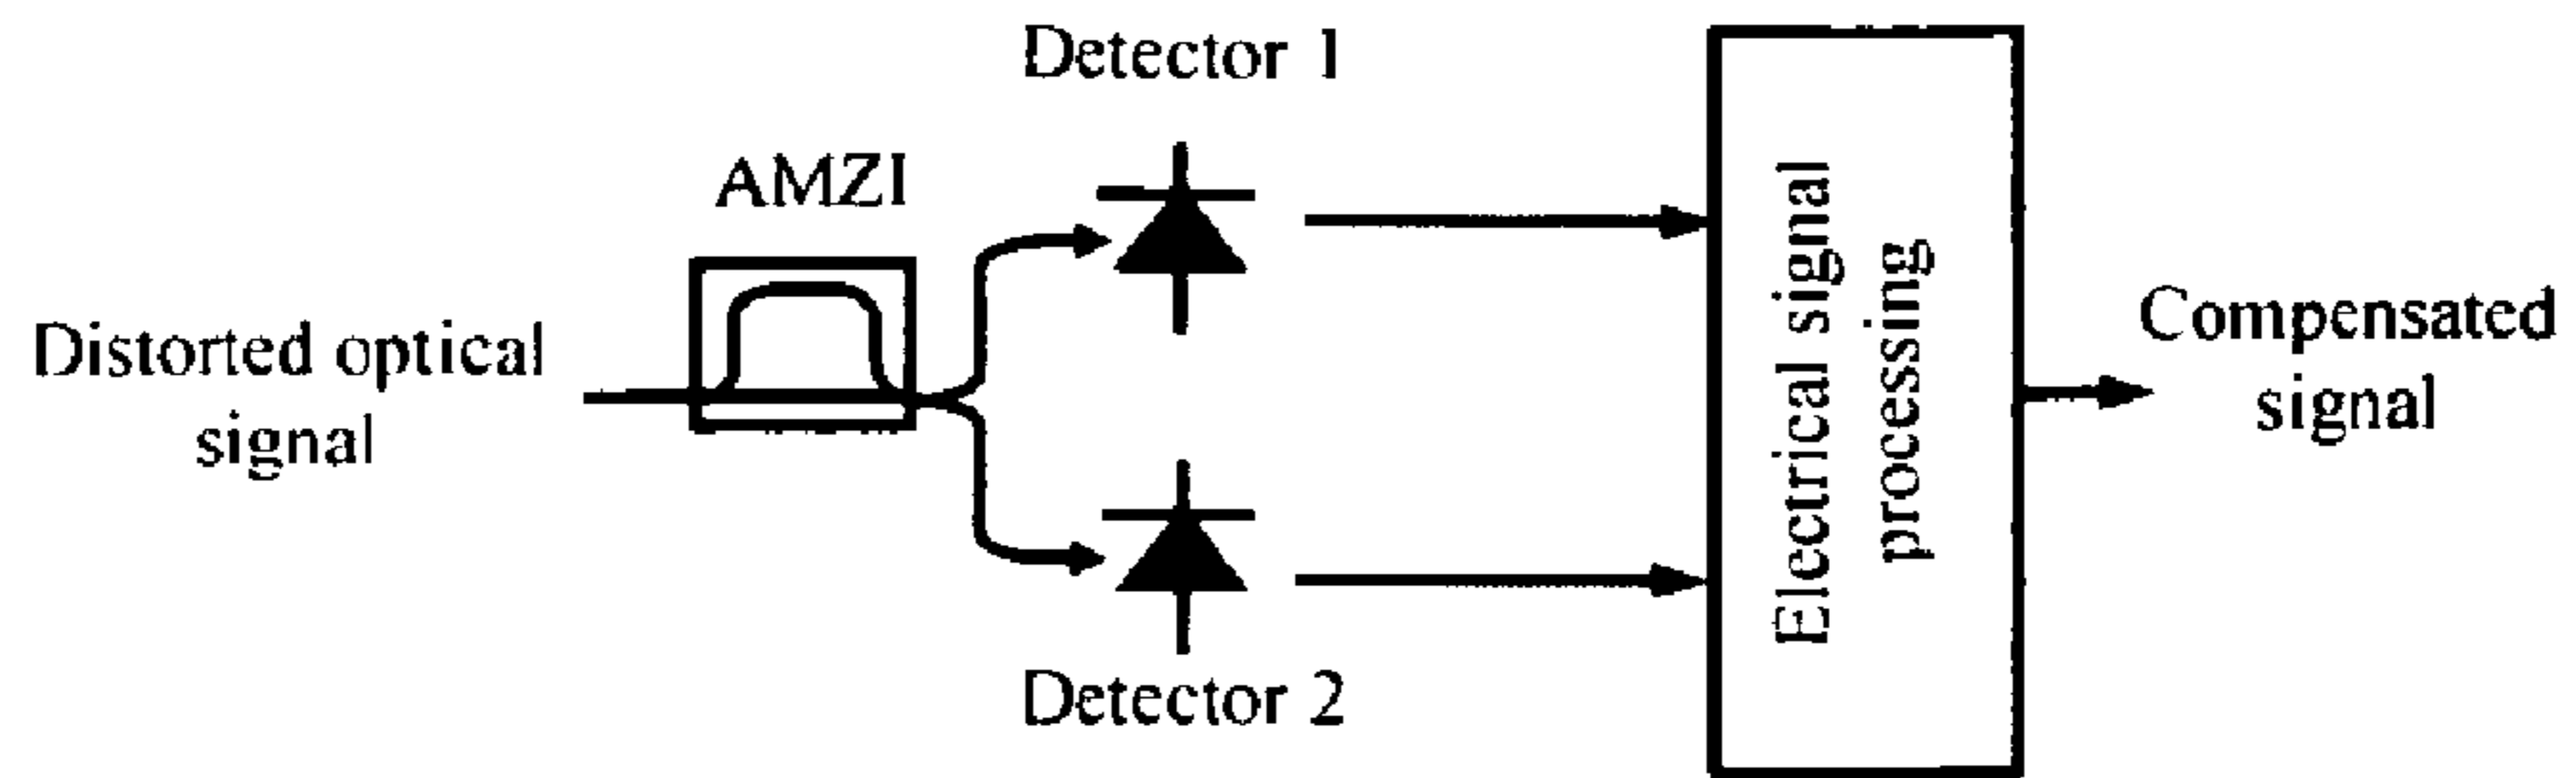 Detector 1
AMZI
Distorted optical
signal
Detector 2
Electrical signal
processing
Compensated
signal